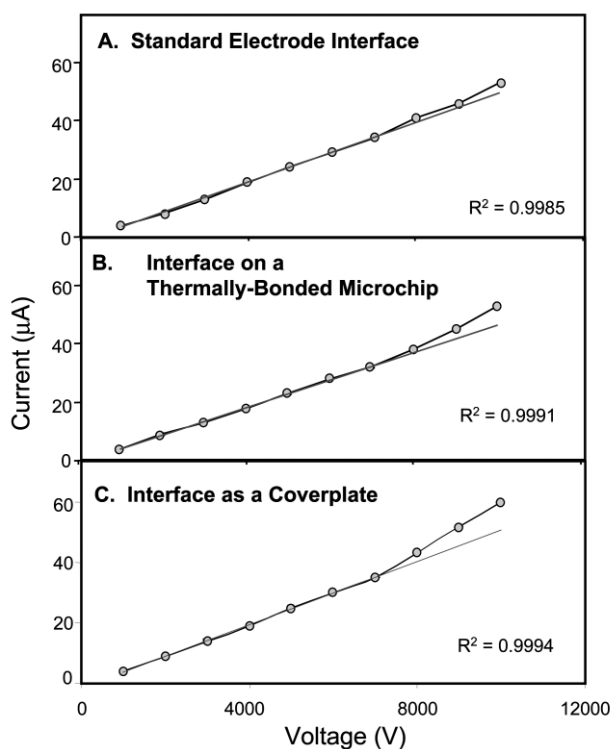 A. Standard Electrode Interface
60
40
20
0
R² = 0.9985
B. Interface on a
Thermally-Bonded Microchip
60
40
20
0
R² = 0.9991
C. Interface as a Coverplate
60
40
20
0
R² = 0.9994
Current (µA)
0 4000 8000 12000
Voltage (V)